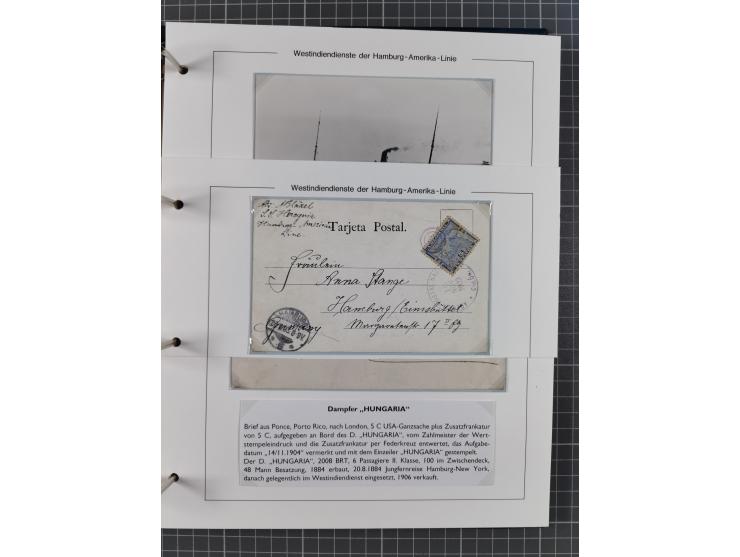 Westindiendienste der Hamburg-Amerika-Linie
Westindiendienste der Hamburg-Amerika-Linie
Tarjeta Postal.
Line
Fräulein
Anna Stange
Hamburg/Eimsbüttel
Germany
17 II
Dampfer „HUNGARIA“
Brief aus Ponce, Porto Rico, nach London, 5 C USA-Ganzsache plus Zusatzfrankatur
von 5 C, aufgegeben an Bord des D. „HUNGARIA“, vom Zahlmeister der Wert-
stempeleindruck und die Zusatzfrankatur per Federkreuz entwertet, das Aufgabe-
datum „14/11.1904“ vermerkt und mit dem Einzeiler „HUNGARIA“ gestempelt.
Der D. „HUNGARIA“, 2008 BRT, 6 Passagiere II. Klasse, 100 im Zwischendeck,
48 Mann Besatzung, 1884 erbaut, 20.8.1884 Jungfernreise Hamburg-New York,
danach gelegentlich im Westindiendienst eingesetzt, 1906 verkauft.